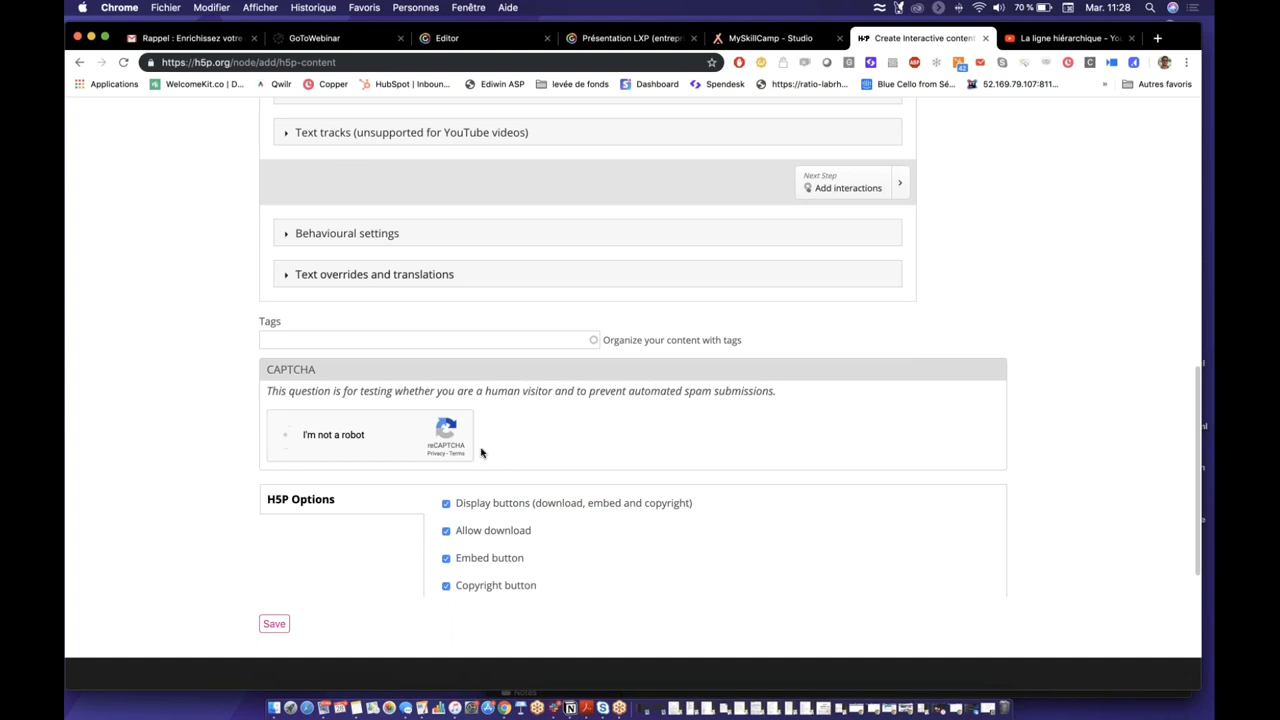 Chrome Fichier Modifier Afficher Historique Favoris Personnes Fenêtre Aide 70 % Mar. 11:28
Rappel : Enrichissez votre GoToWebinar Editor Présentation LXP (entrep MySkillCamp - Studio H5P Create Interactive content La ligne hiérarchique - Yo
https://h5p.org/node/add/h5p-content
Applications WelcomeKit.co | D... Qwilr Copper HubSpot | Inboun... Ediwin ASP levée de fonds Dashboard Spendesk https://ratio-labrh... Blue Cello from Sé... 52.169.79.107:811... Autres favoris
Text tracks (unsupported for YouTube videos)
Next Step
Add interactions
Behavioural settings
Text overrides and translations
Tags
Organize your content with tags
CAPTCHA
This question is for testing whether you are a human visitor and to prevent automated spam submissions.
I'm not a robot
reCAPTCHA
Privacy - Terms
H5P Options
Display buttons (download, embed and copyright)
Allow download
Embed button
Copyright button
Save
Notes